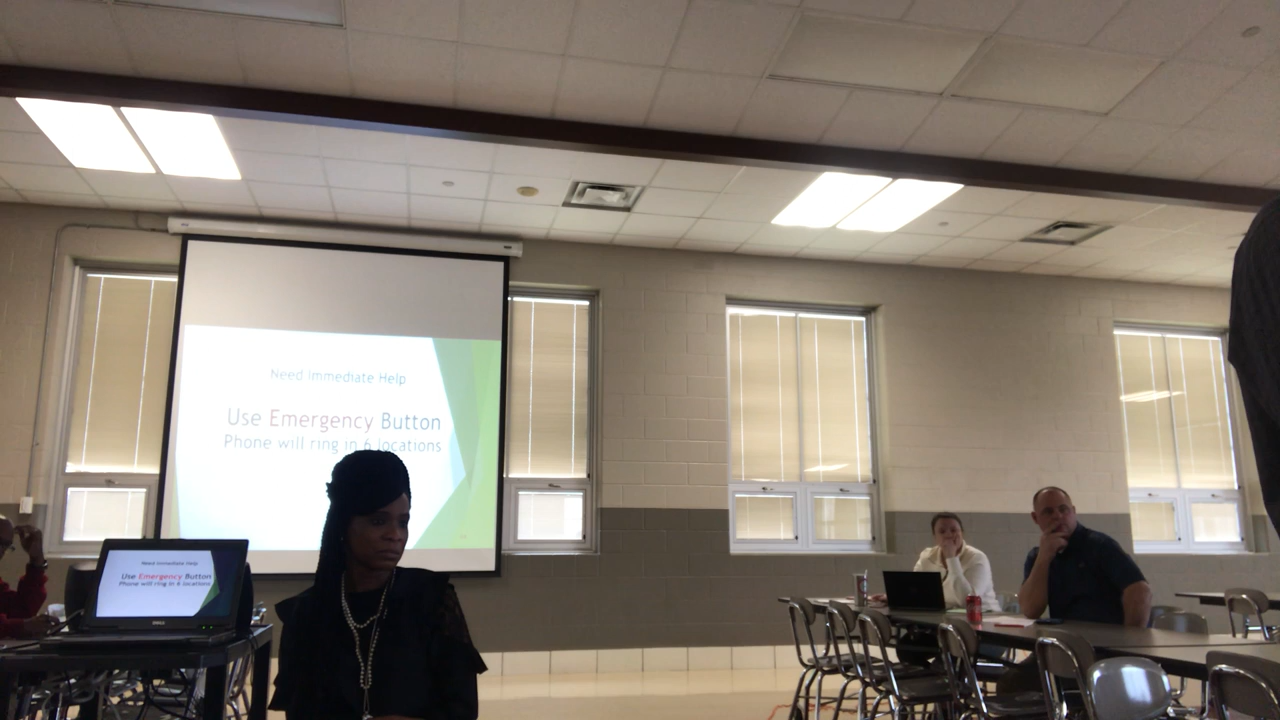 Need Immediate Help
Use Emergency Button
Phone will ring in 6 locations
Need Immediate Help
Use Emergency Button
Phone will ring in 6 locations
DELL